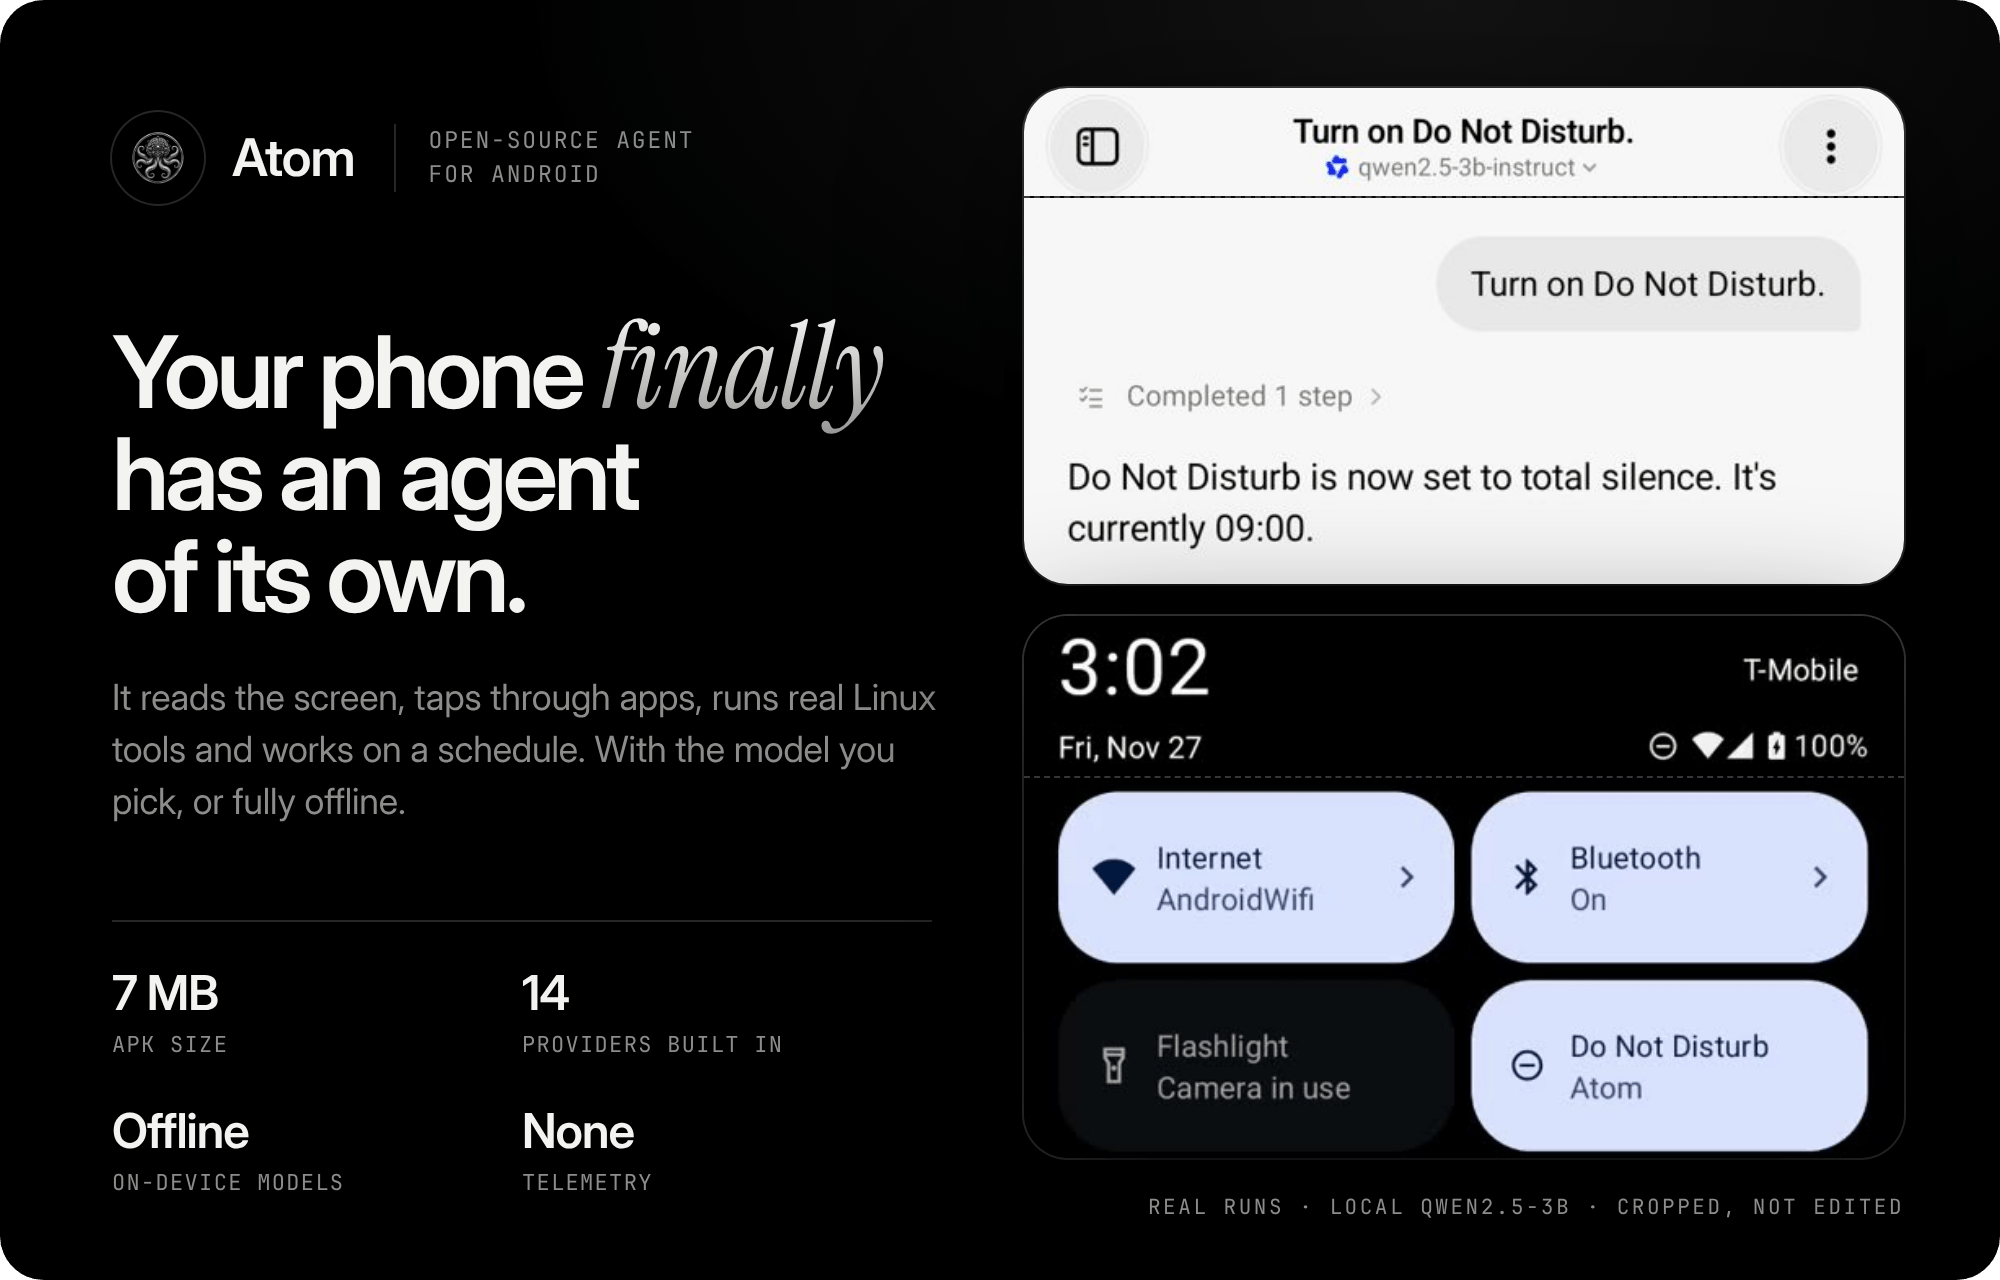 Atom
OPEN-SOURCE AGENT
FOR ANDROID
Your phone finally
has an agent
of its own.
It reads the screen, taps through apps, runs real Linux
tools and works on a schedule. With the model you
pick, or fully offline.
7 MB
APK SIZE
14
PROVIDERS BUILT IN
Offline
ON-DEVICE MODELS
None
TELEMETRY
Turn on Do Not Disturb.
qwen2.5-3b-instruct
Turn on Do Not Disturb.
Completed 1 step
Do Not Disturb is now set to total silence. It's
currently 09:00.
3:02
T-Mobile
Fri, Nov 27
100%
Internet
AndroidWifi
Bluetooth
On
Flashlight
Camera in use
Do Not Disturb
Atom
REAL RUNS · LOCAL QWEN2.5-3B · CROPPED, NOT EDITED